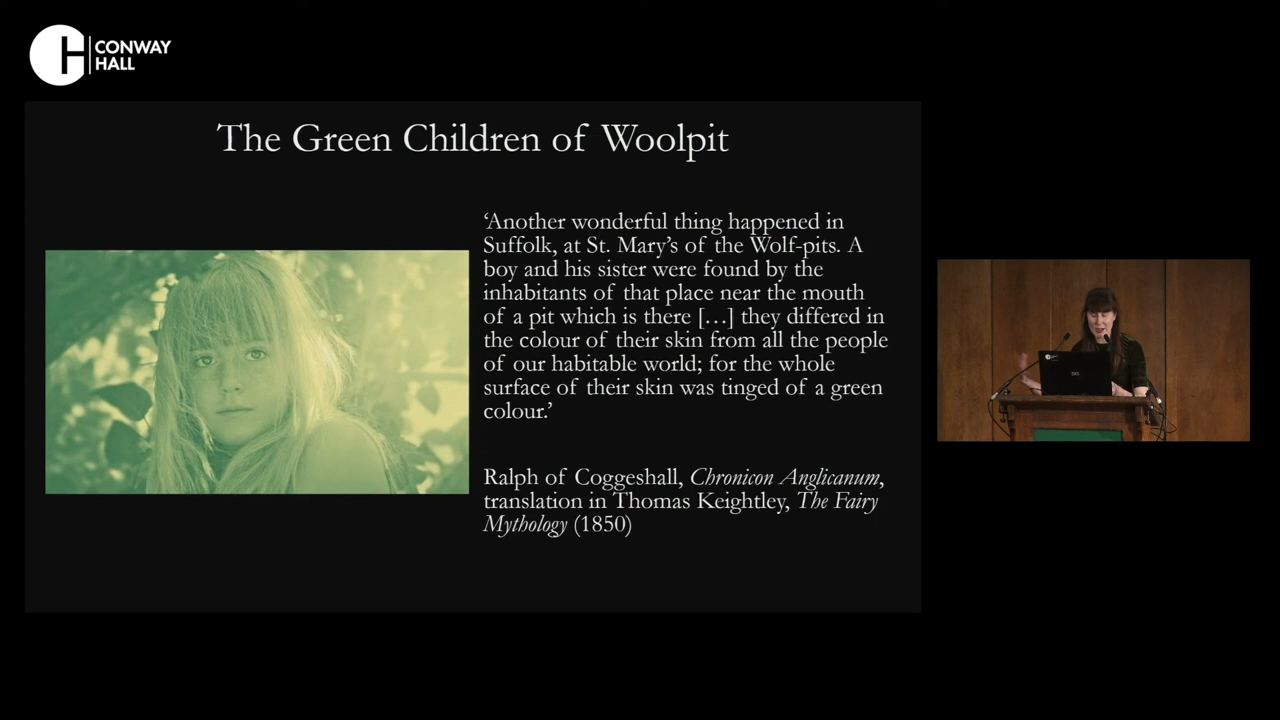 CONWAY
HALL
The Green Children of Woolpit
‘Another wonderful thing happened in
Suffolk, at St. Mary’s of the Wolf-pits. A
boy and his sister were found by the
inhabitants of that place near the mouth
of a pit which is there […] they differed in
the colour of their skin from all the people
of our habitable world; for the whole
surface of their skin was tinged of a green
colour.’
Ralph of Coggeshall, Chronicon Anglicanum,
translation in Thomas Keightley, The Fairy
Mythology (1850)